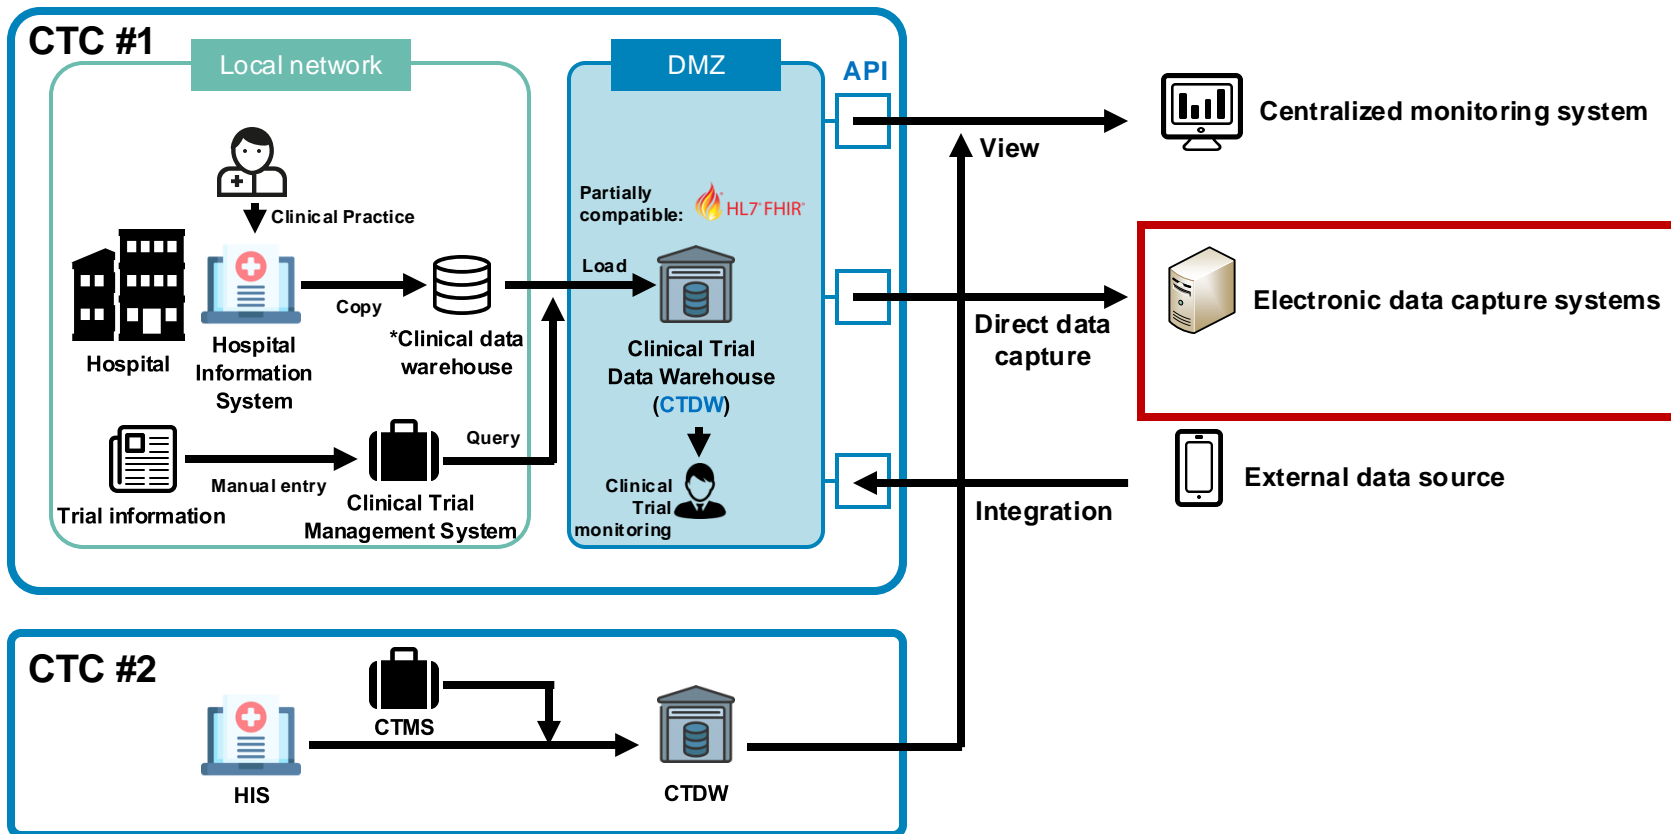 CTC #1
Local network
DMZ
API
Centralized monitoring system
View
Clinical Practice
Partially
compatible:
HL7® FHIR®
Load
Copy
Hospital
Hospital
Information
System
*Clinical data
warehouse
Clinical Trial
Data Warehouse
(CTDW)
Electronic data capture systems
Direct data
capture
Query
Manual entry
Trial information
Clinical Trial
Management System
Clinical
Trial
monitoring
External data source
Integration
CTC #2
CTMS
HIS
CTDW